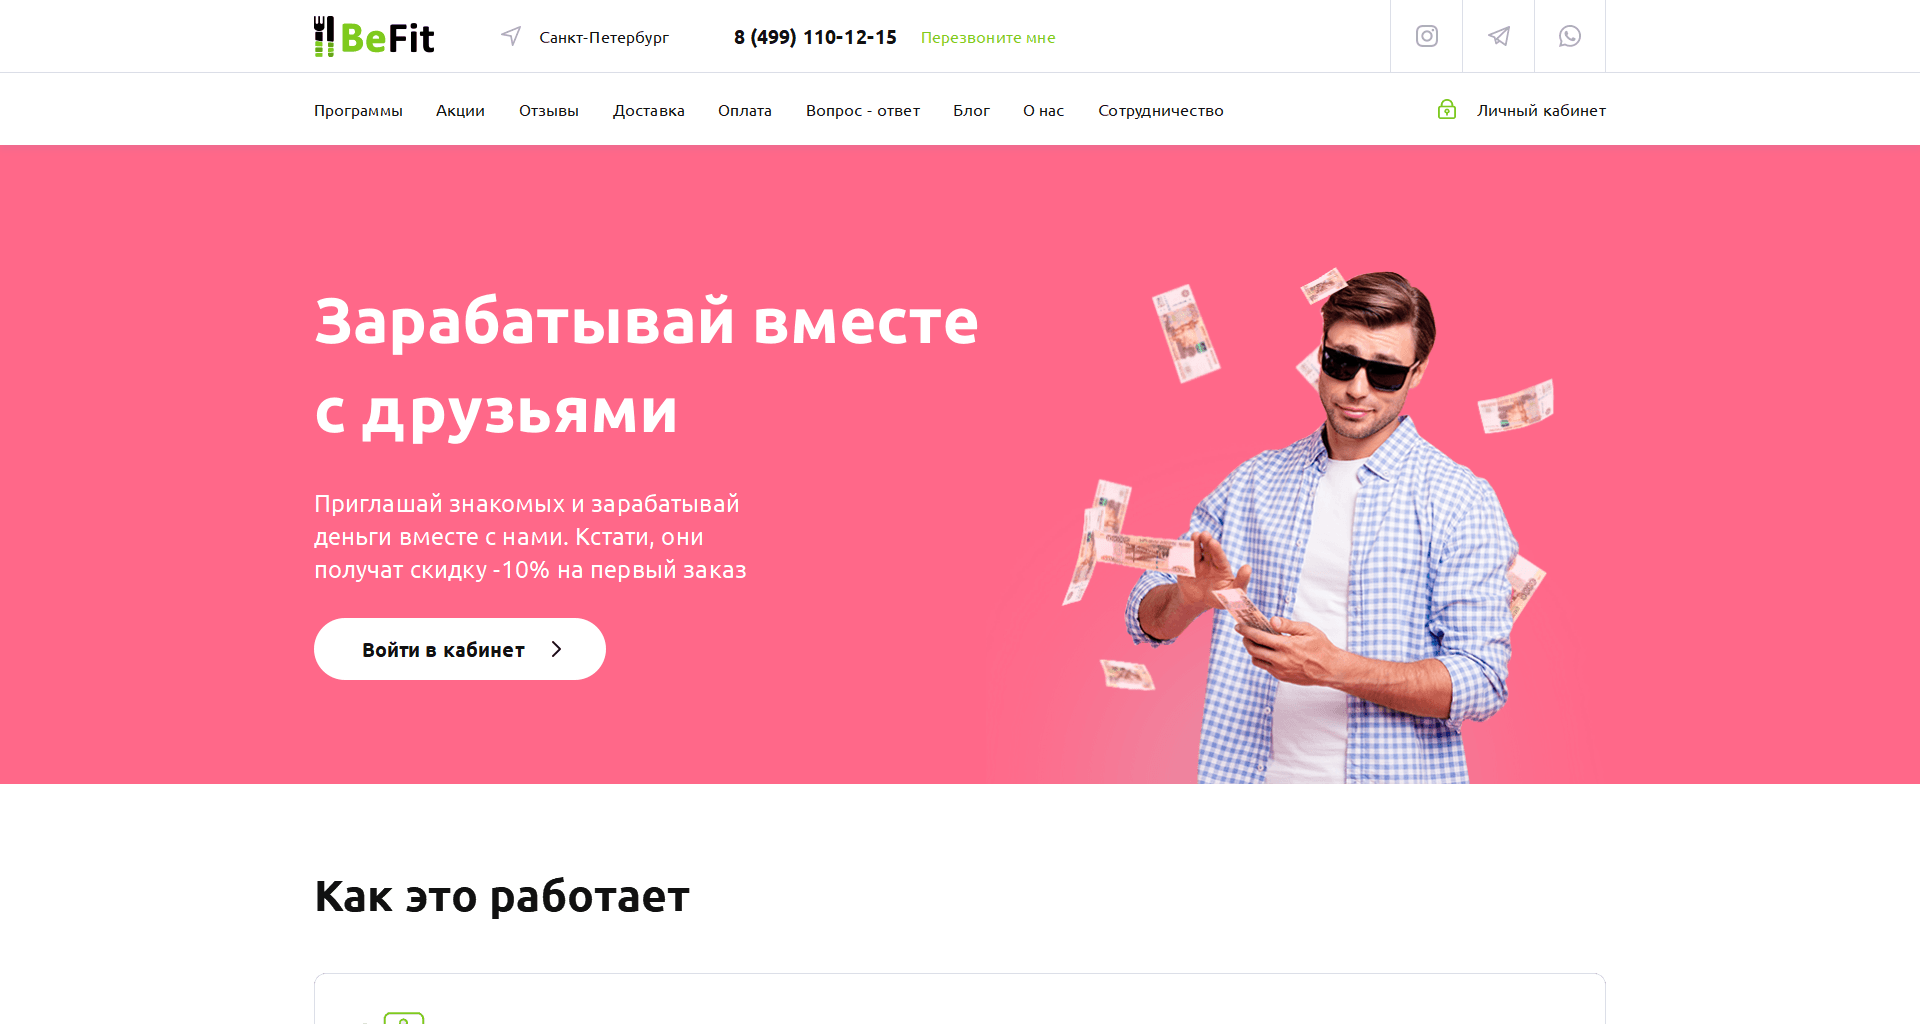 BeFit
Санкт-Петербург
8 (499) 110-12-15
Перезвоните мне
Программы
Акции
Отзывы
Доставка
Оплата
Вопрос - ответ
Блог
О нас
Сотрудничество
Личный кабинет
Зарабатывай вместе
с друзьями
Приглашай знакомых и зарабатывай
деньги вместе с нами. Кстати, они
получат скидку -10% на первый заказ
Войти в кабинет
Как это работает